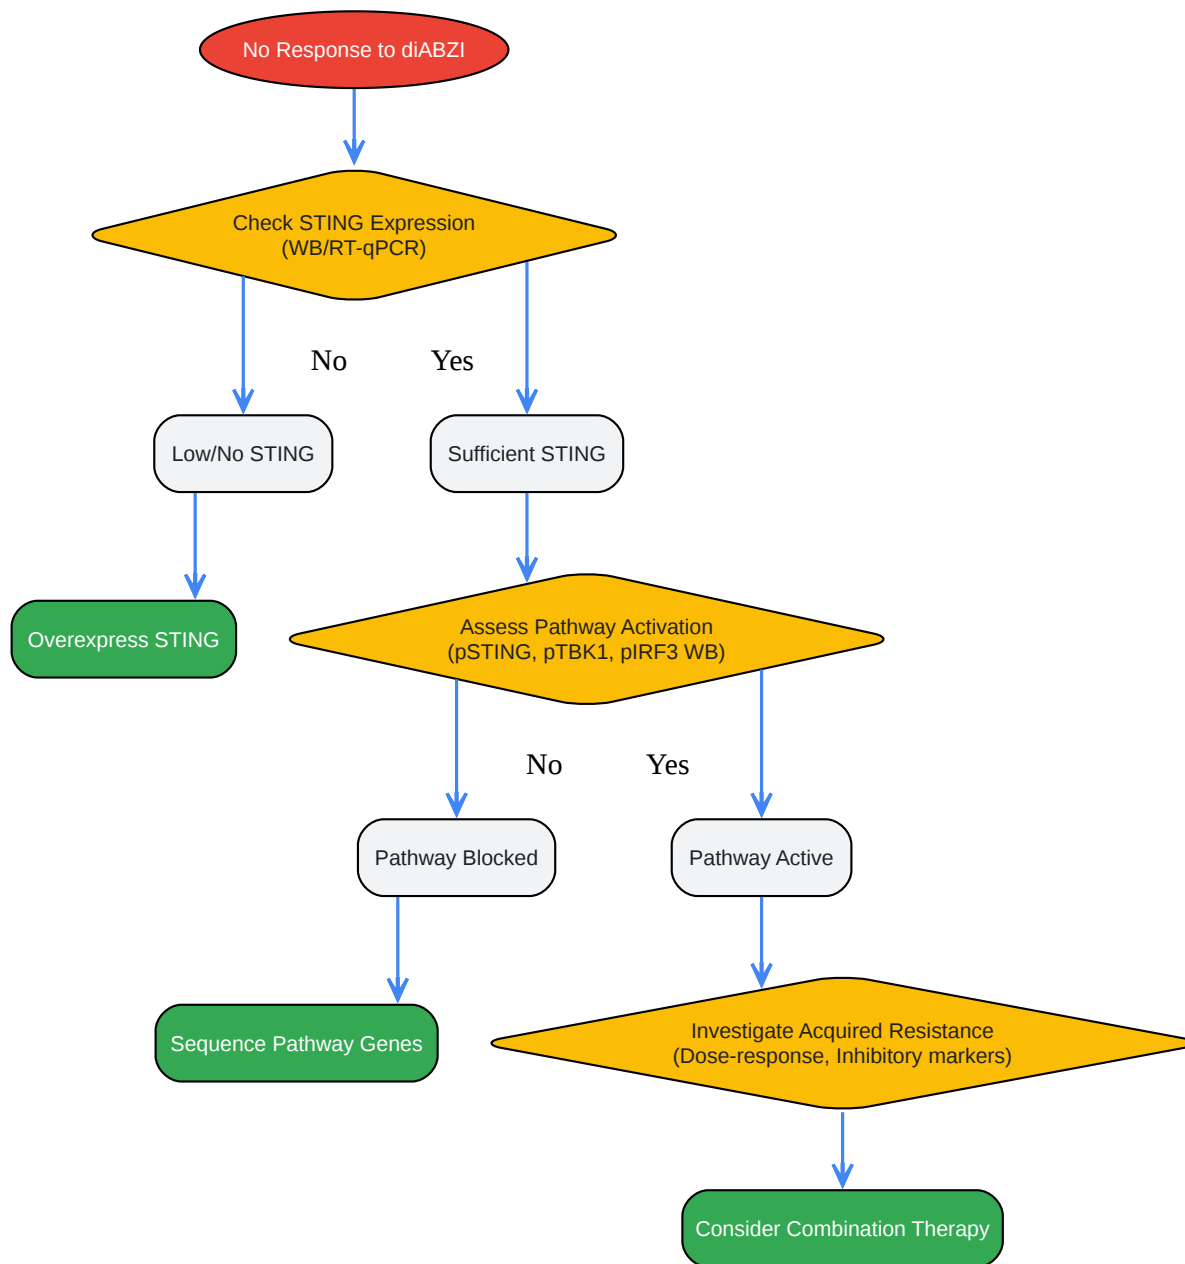 No Response to diABZI
Check STING Expression
(WB/RT-qPCR)
No
Yes
Low/No STING
Sufficient STING
Overexpress STING
Assess Pathway Activation
(pSTING, pTBK1, pIRF3 WB)
No
Yes
Pathway Blocked
Pathway Active
Sequence Pathway Genes
Investigate Acquired Resistance
(Dose-response, Inhibitory markers)
Consider Combination Therapy